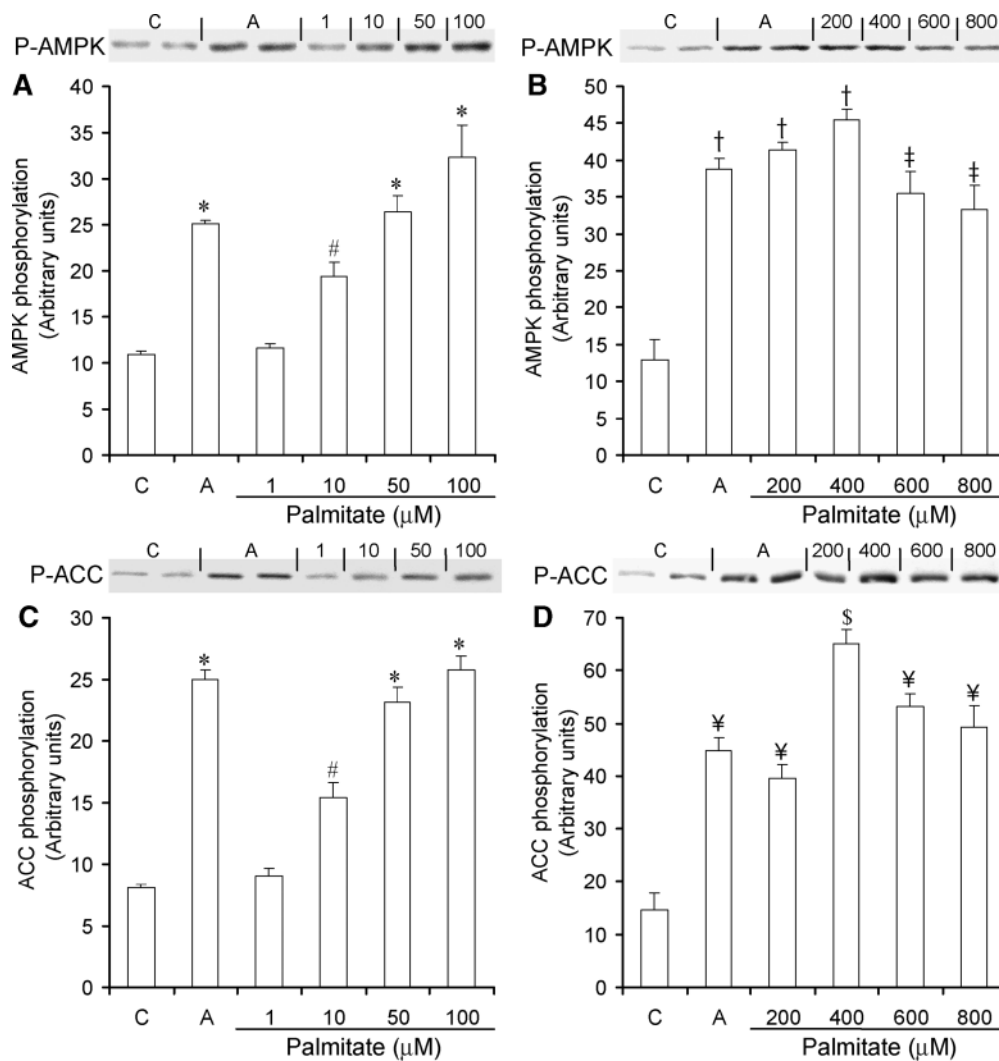 C | A | 1 | 10 | 50 | 100
P-AMPK
A
AMPK phosphorylation
(Arbitrary units)
40
35
30
25
20
15
10
5
0
*
#
*
*
C A 1 10 50 100
Palmitate (μM)
C | A | 200 | 400 | 600 | 800
P-AMPK
B
AMPK phosphorylation
(Arbitrary units)
50
45
40
35
30
25
20
15
10
5
0
†
†
†
‡
‡
C A 200 400 600 800
Palmitate (μM)
C | A | 1 | 10 | 50 | 100
P-ACC
C
ACC phosphorylation
(Arbitrary units)
30
25
20
15
10
5
0
*
#
*
*
C A 1 10 50 100
Palmitate (μM)
C | A | 200 | 400 | 600 | 800
P-ACC
D
ACC phosphorylation
(Arbitrary units)
70
60
50
40
30
20
10
0
¥
¥
$
¥
¥
C A 200 400 600 800
Palmitate (μM)